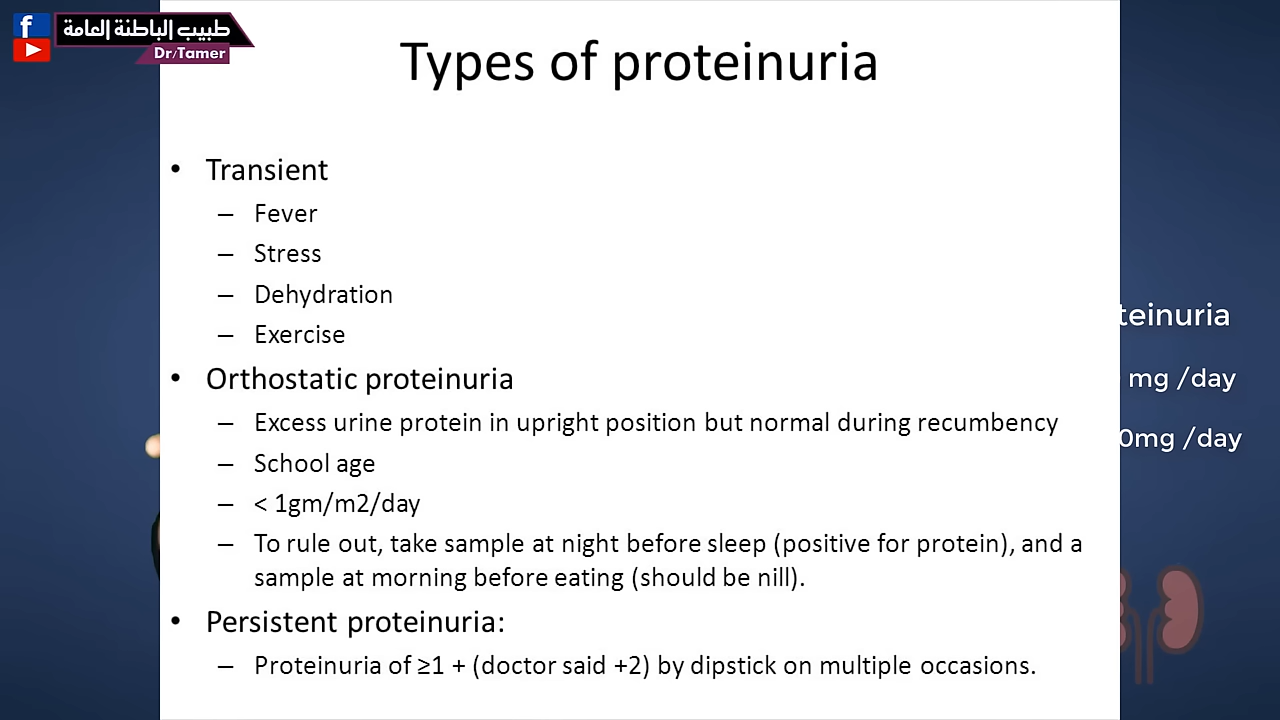 طبيب الباطنة العامة
Dr/Tamer
Types of proteinuria
• Transient
– Fever
– Stress
– Dehydration
– Exercise
• Orthostatic proteinuria
– Excess urine protein in upright position but normal during recumbency
– School age
– < 1gm/m2/day
– To rule out, take sample at night before sleep (positive for protein), and a
sample at morning before eating (should be nill).
• Persistent proteinuria:
– Proteinuria of ≥1 + (doctor said +2) by dipstick on multiple occasions.
teinuria
mg /day
0mg /day